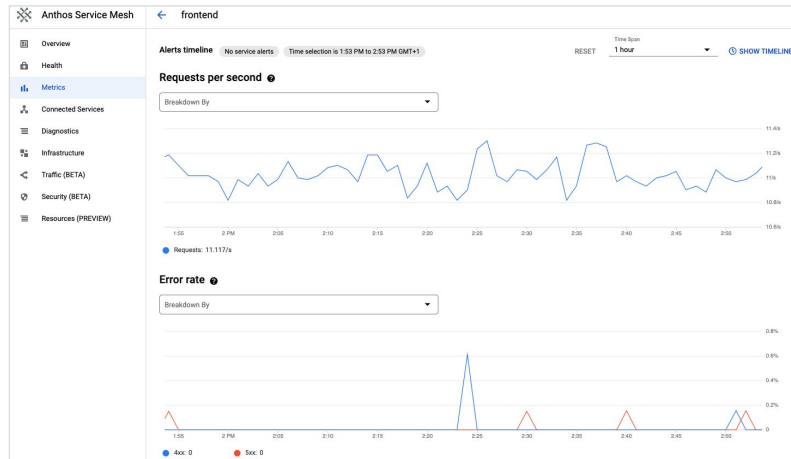 Anthos Service Mesh
frontend
Overview
Health
Metrics
Connected Services
Diagnostics
Infrastructure
Traffic (BETA)
Security (BETA)
Resources (PREVIEW)
Alerts timeline No service alerts Time selection is 1:53 PM to 2:53 PM GMT+1 RESET
Time Span
1 hour
SHOW TIMELINE
Requests per second
Breakdown By
11.4/s
11.2/s
11/s
10.8/s
10.6/s
1:55 2 PM 2:05 2:10 2:15 2:20 2:25 2:30 2:35 2:40 2:45 2:50
Requests: 11.117/s
Error rate
Breakdown By
0.8%
0.6%
0.4%
0.2%
0
1:55 2 PM 2:05 2:10 2:15 2:20 2:25 2:30 2:35 2:40 2:45 2:50
4xx: 0 5xx: 0